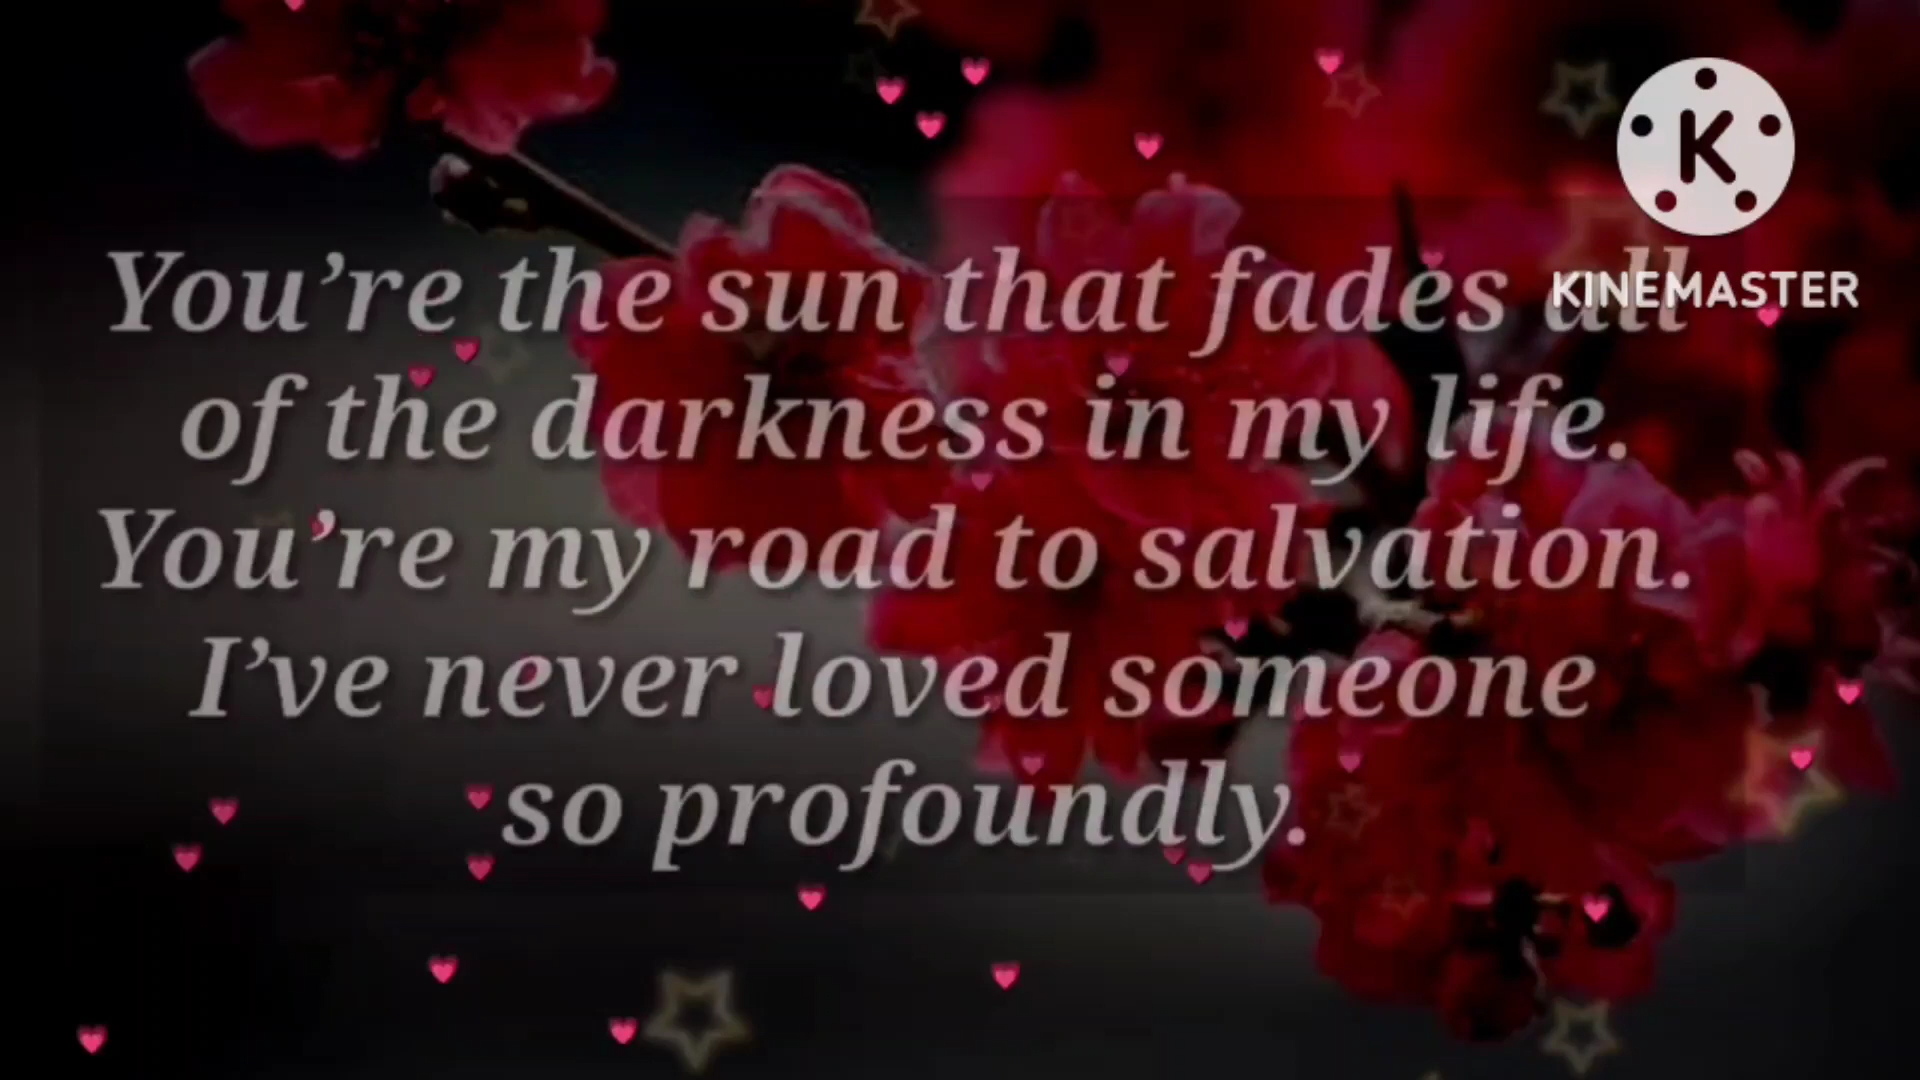 K
KINEMASTER
You’re the sun that fades all
of the darkness in my life.
You’re my road to salvation.
I’ve never loved someone
so profoundly.